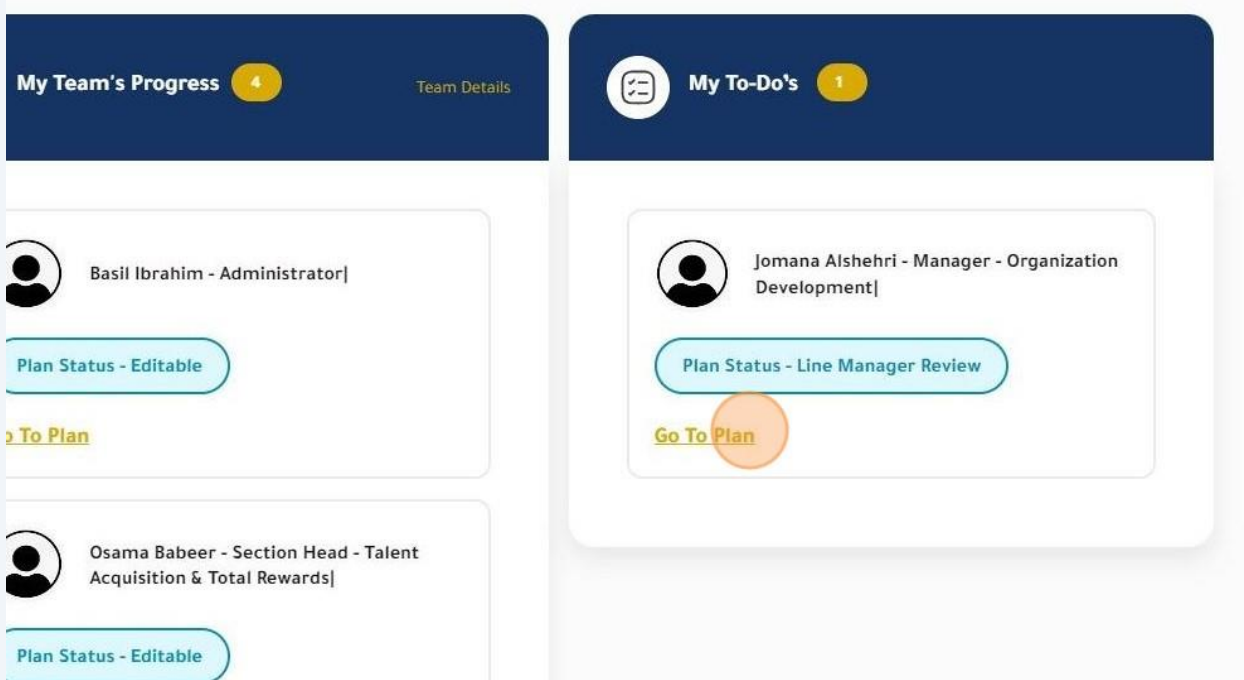 My Team's Progress 4 Team Details
Basil Ibrahim - Administrator|
Plan Status - Editable
o To Plan
Osama Babeer - Section Head - Talent
Acquisition & Total Rewards|
Plan Status - Editable
My To-Do's 1
Jomana Alshehri - Manager - Organization
Development|
Plan Status - Line Manager Review
Go To Plan